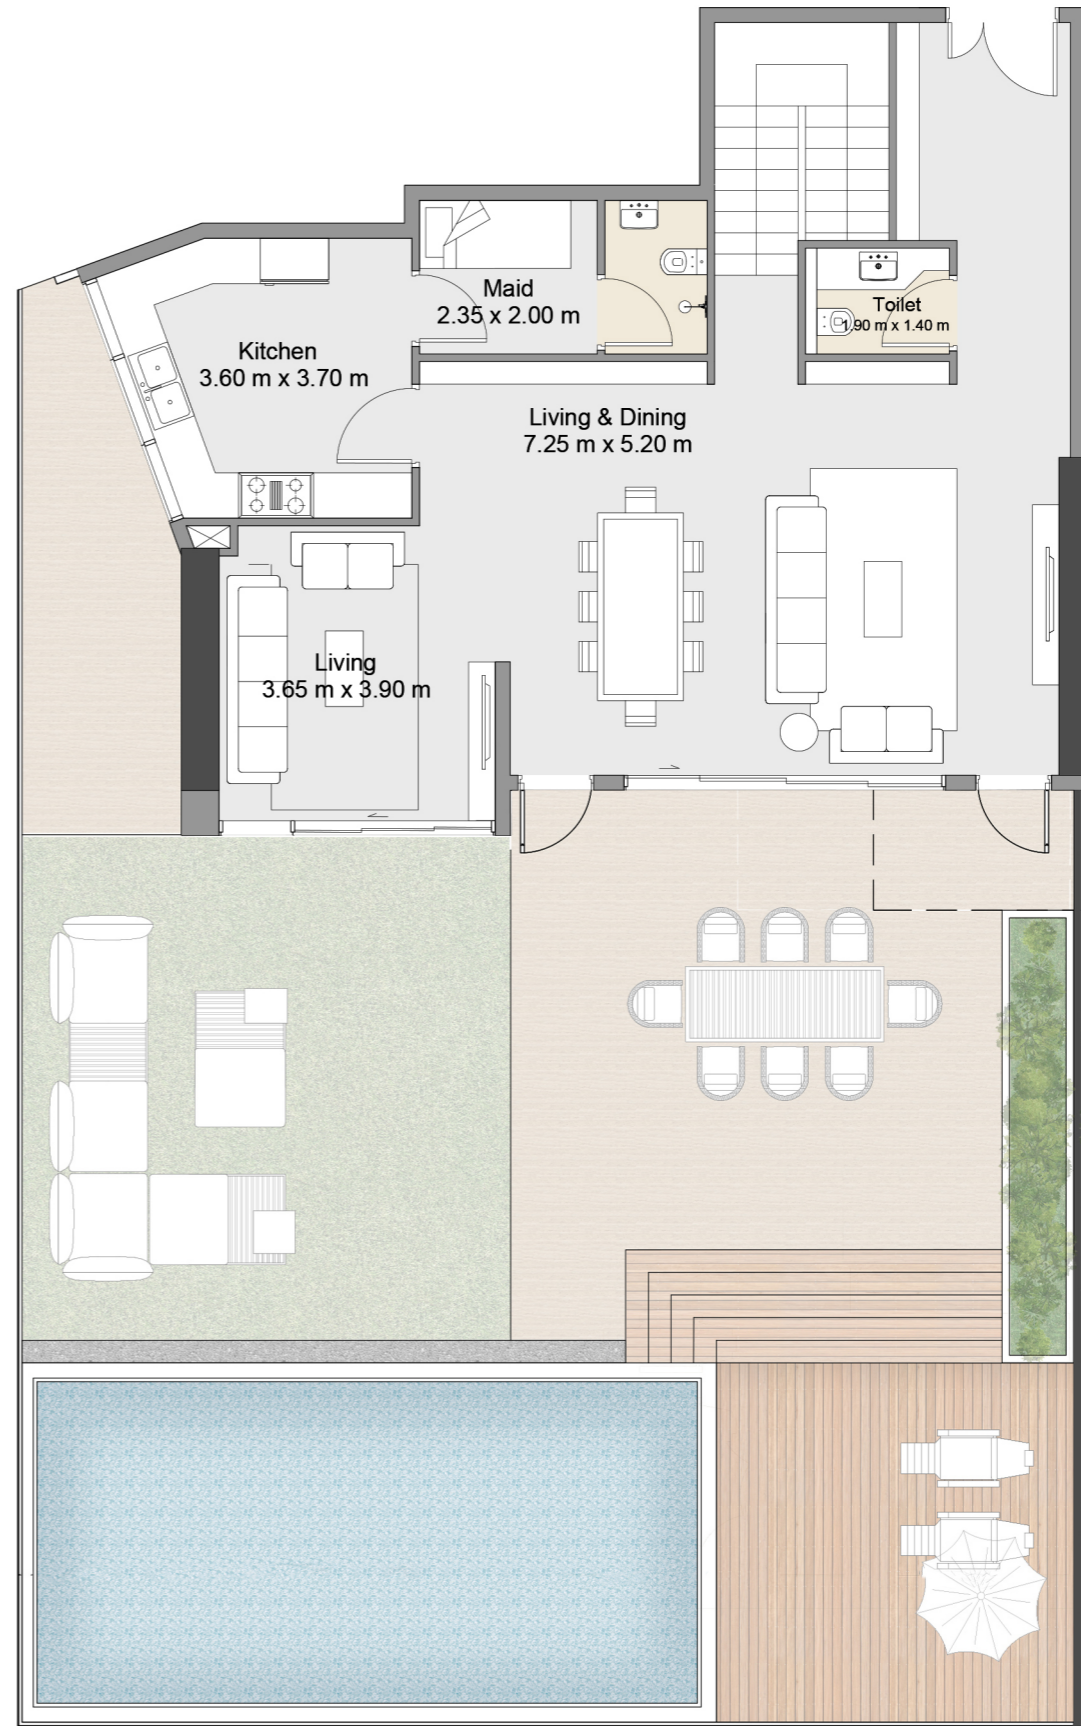 Maid
2.35 x 2.00 m
Toilet
1.90 m x 1.40 m
Kitchen
3.60 m x 3.70 m
Living & Dining
7.25 m x 5.20 m
Living
3.65 m x 3.90 m